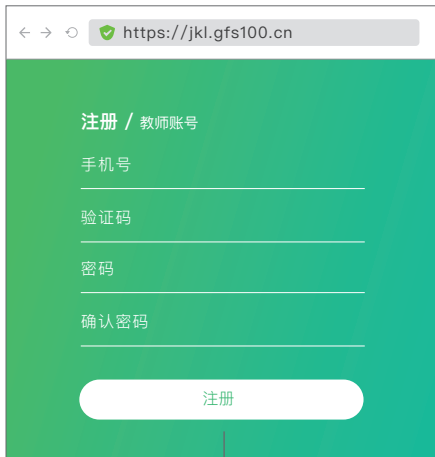 https://jkl.gfs100.cn
注册 / 教师账号
手机号
验证码
密码
确认密码
注册